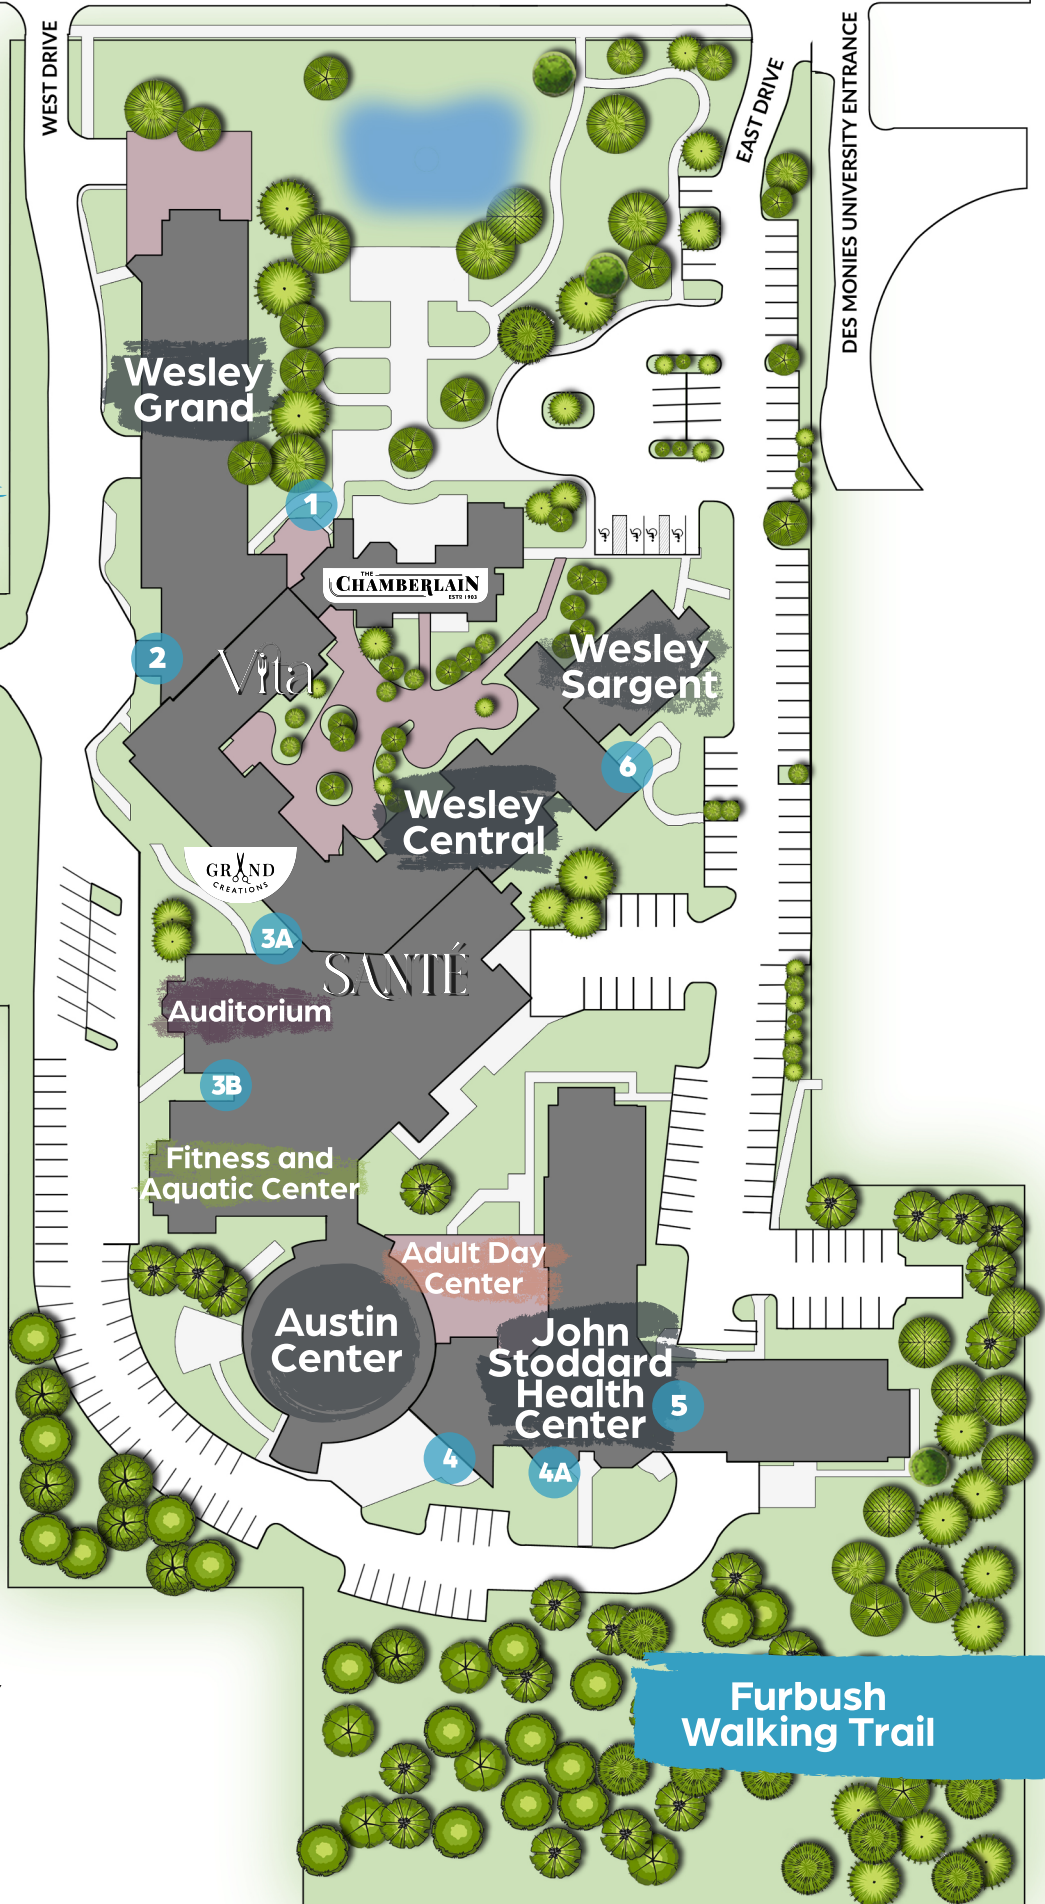 WEST DRIVE
EAST DRIVE
DES MONIES UNIVERSITY ENTRANCE
Wesley
Grand
1
THE
CHAMBERLAIN
ESTD 1903
2
Vita
Wesley
Sargent
6
Wesley
Central
GRAND
CREATIONS
3A
SANTÉ
Auditorium
3B
Fitness and
Aquatic Center
Adult Day
Center
Austin
Center
John
Stoddard
Health
Center
5
4
4A
Furbush
Walking Trail